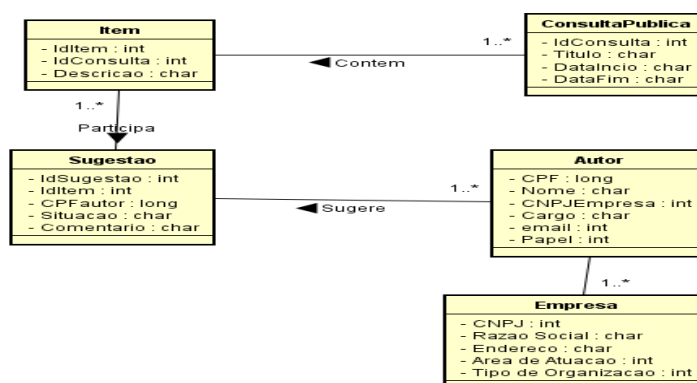 Item
- IdItem : int
- IdConsulta : int
- Descricao : char
ConsultaPublica
- IdConsulta : int
- Titulo : char
- DataIncio : char
- DataFim : char
1..*
Contem
1..*
Participa
Sugestao
- IdSugestao : int
- IdItem : int
- CPFautor : long
- Situacao : char
- Comentario : char
Autor
- CPF : long
- Nome : char
- CNPJEmpresa : int
- Cargo : char
- email : int
- Papel : int
1..*
Sugere
1..*
Empresa
- CNPJ : int
- Razao Social : char
- Endereco : char
- Area de Atuacao : int
- Tipo de Organizacao : int